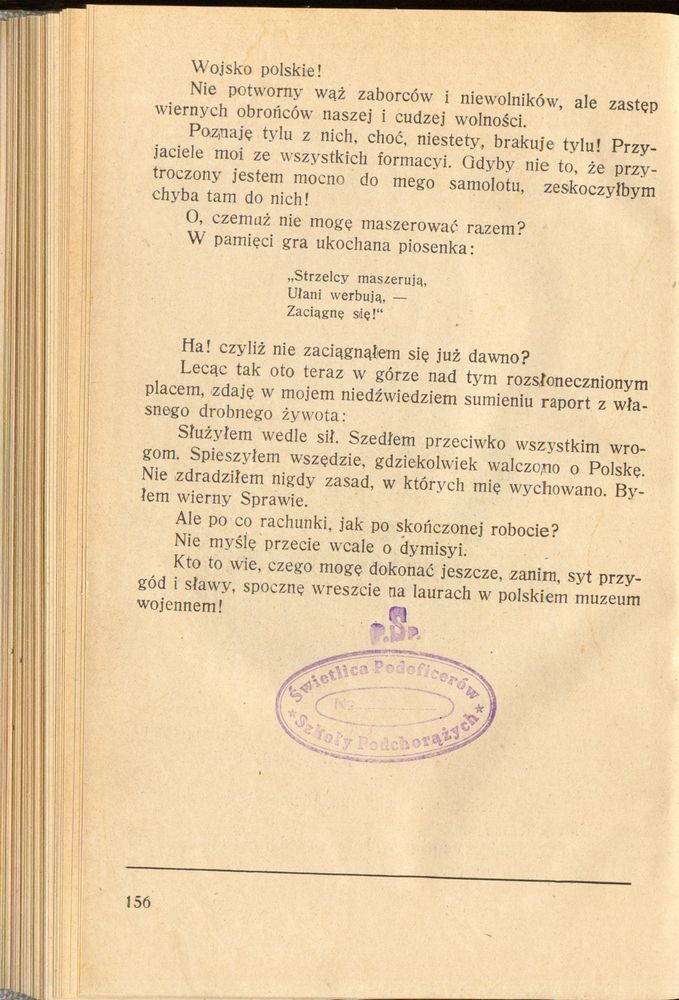 Wojsko polskie!
Nie potworny wąż zaborców i niewolników, ale zastęp
wiernych obrońców naszej i cudzej wolności.
Poznaję tylu z nich, choć, niestety, brakuje tylu! Przy-
jaciele moi ze wszystkich formacyi. Gdyby nie to, że przy-
troczony jestem mocno do mego samolotu, zeskoczyłbym
chyba tam do nich!
O, czemuż nie mogę maszerować razem?
W pamięci gra ukochana piosenka:
„Strzelcy maszerują,
Ułani werbują, —
Zaciągnę się!“
Ha! czyliż nie zaciągnąłem się już dawno?
Lecąc tak oto teraz w górze nad tym rozsłonecznionym
placem, zdaję w mojem niedźwiedziem sumieniu raport z wła-
snego drobnego żywota:
Służyłem wedle sił. Szedłem przeciwko wszystkim wro-
gom. Spieszyłem wszędzie, gdziekolwiek walczono o Polskę.
Nie zdradziłem nigdy zasad, w których mię wychowano. By-
łem wierny Sprawie.
Ale po co rachunki, jak po skończonej robocie?
Nie myślę przecie wcale o dymisyi.
Kto to wie, czego mogę dokonać jeszcze, zanim, syt przy-
gód i sławy, spocznę wreszcie na laurach w polskiem muzeum
wojennem!
P.S.P.
Świetlica Podoficerów
No
Szkoły Podchorążych
156